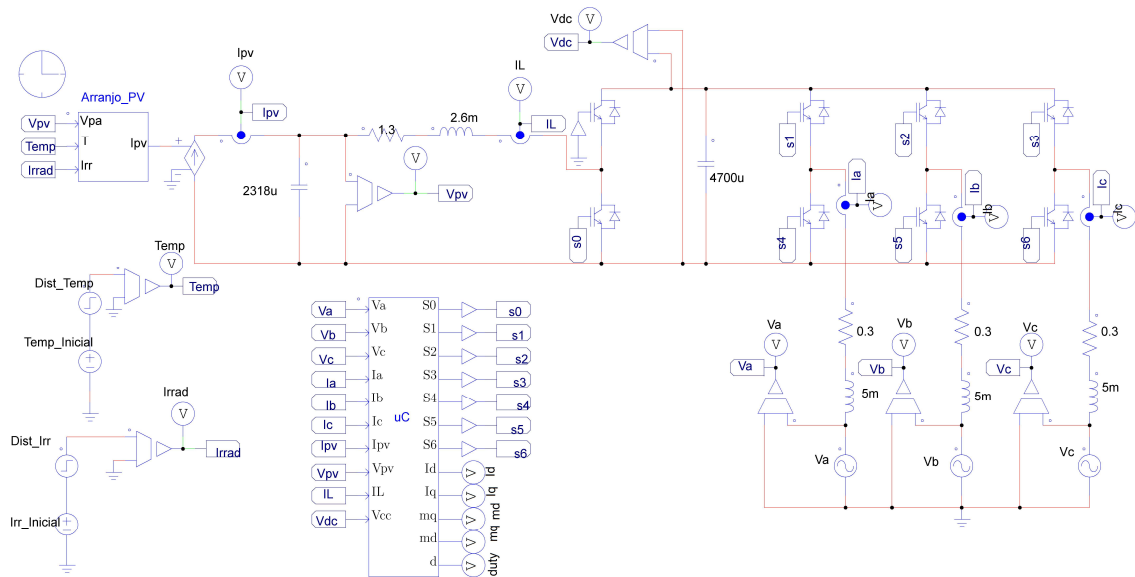 Vdc
V
Vdc
Ipv
V
Ipv
IL
V
IL
Arranjo_PV
Vpv
Vpa
Temp
T
Ipv
Irrad
Irr
1.3
2.6m
2318u
V
Vpv
s0
4700u
s1
s2
s3
s4
s5
s6
Ia
V
Ia
Ib
V
Ib
Ic
V
Ic
Temp
V
Dist_Temp
Temp
Temp_Inicial
Irrad
V
Dist_Irr
Irrad
Irr_Inicial
uC
Va Va S0 s0
Vb Vb S1 s1
Vc Vc S2 s2
Ia Ia S3 s3
Ib Ib S4 s4
Ic Ic S5 s5
Ipv Ipv S6 s6
Vpv Vpv Id V Id
IL IL Iq V Iq
Vdc Vcc mq V md
md V mq
d V duty
0.3
0.3
0.3
Va
V
Va
Vb
V
Vb
Vc
V
Vc
5m
5m
5m
Va
Vb
Vc